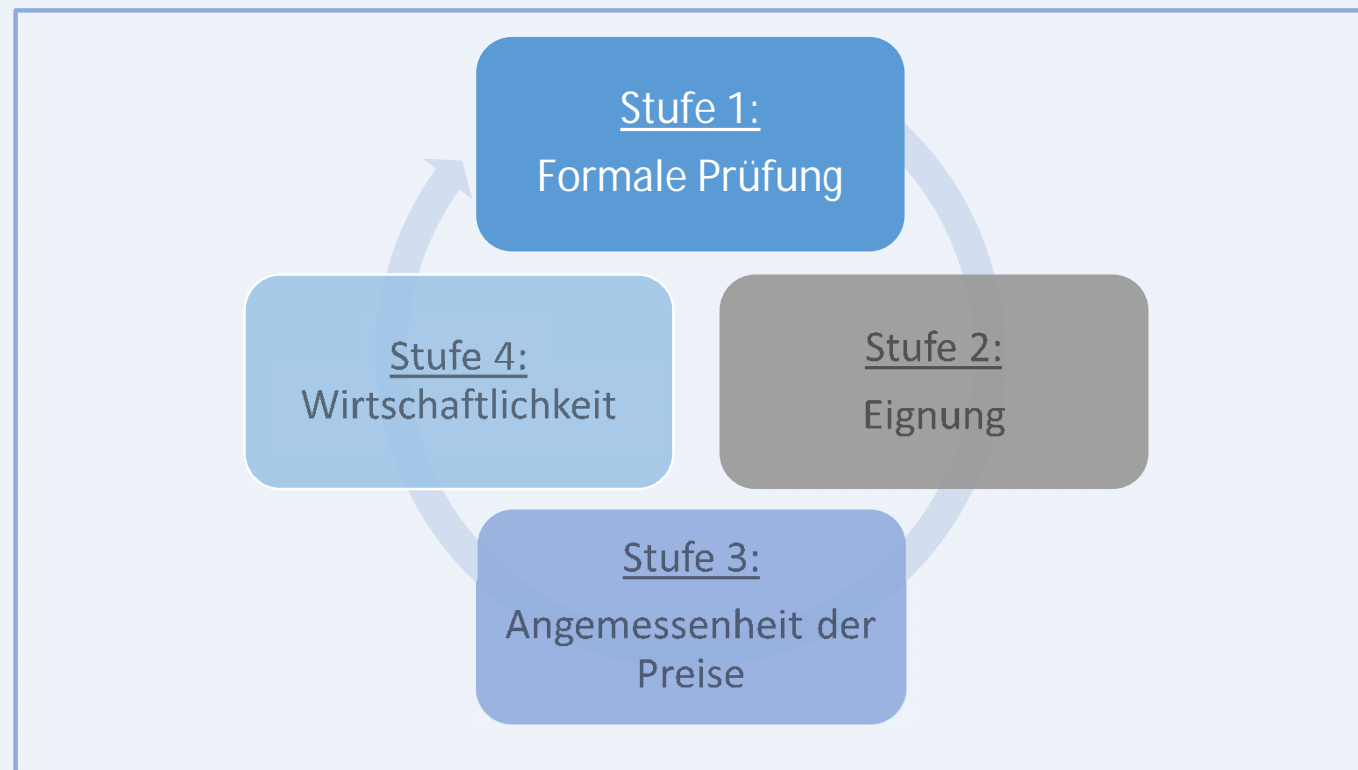 Stufe 1:
Formale Prüfung
Stufe 2:
Eignung
Stufe 3:
Angemessenheit der
Preise
Stufe 4:
Wirtschaftlichkeit